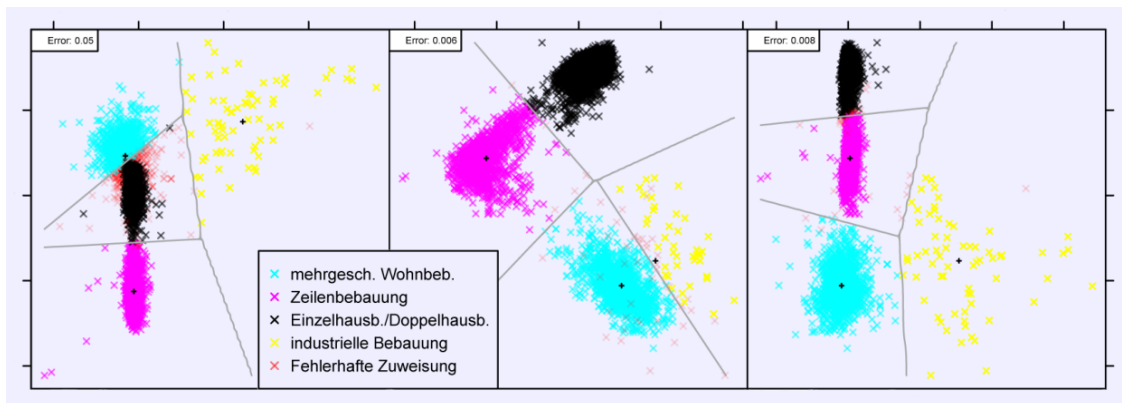 Error: 0.05
Error: 0.006
Error: 0.008
mehrgesch. Wohnbeb.
Zeilenbebauung
Einzelhausb./Doppelhausb.
industrielle Bebauung
Fehlerhafte Zuweisung